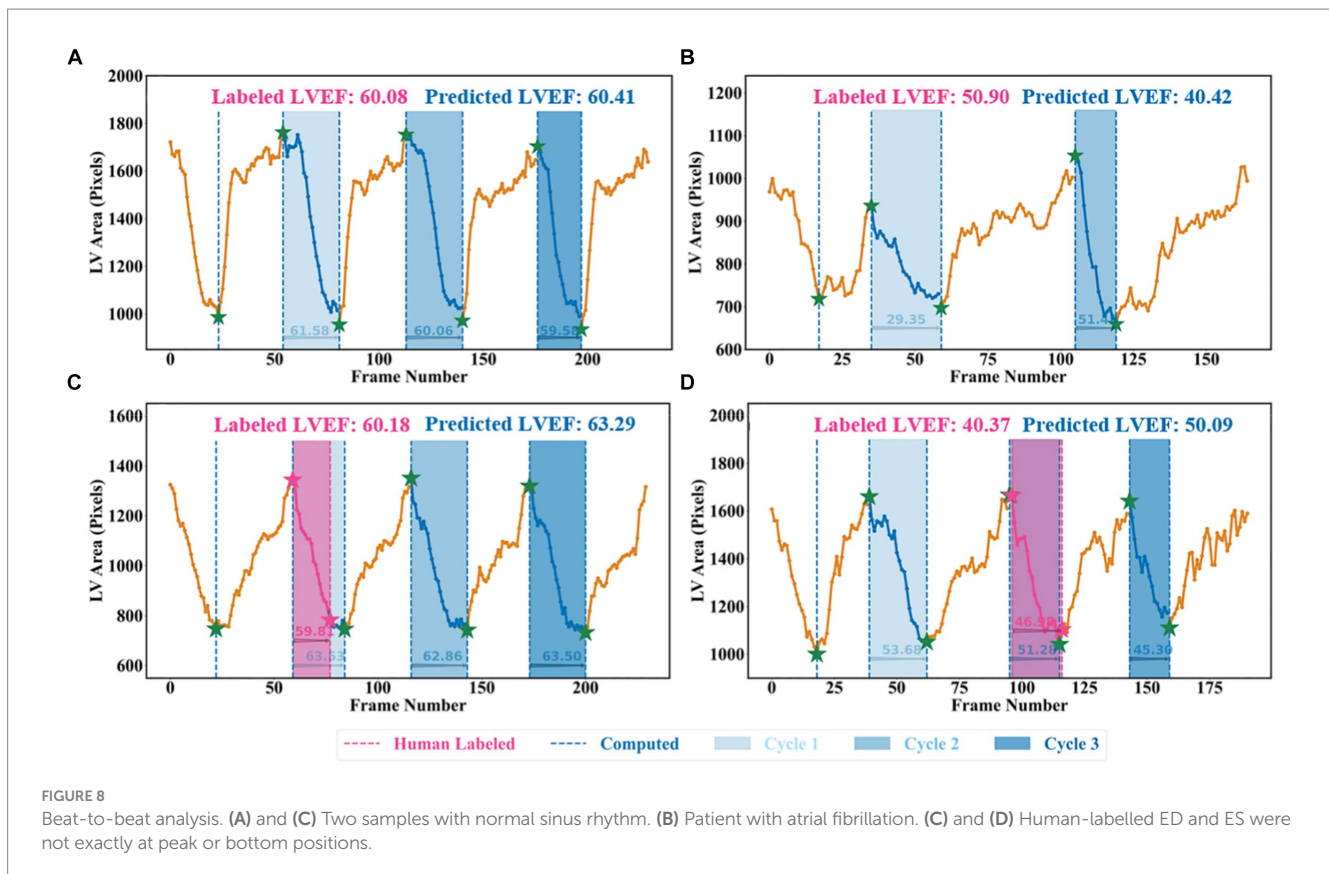 A
2000
1800
1600
1400
1200
1000
LV Area (Pixels)
Labeled LVEF: 60.08 Predicted LVEF: 60.41
61.58
60.06
59.58
0 50 100 150 200
Frame Number
B
1200
1100
1000
900
800
700
600
LV Area (Pixels)
Labeled LVEF: 50.90 Predicted LVEF: 40.42
29.35
0 25 50 75 100 125 150
Frame Number
C
1600
1400
1200
1000
800
600
LV Area (Pixels)
Labeled LVEF: 60.18 Predicted LVEF: 63.29
59.81
63.53
62.86
63.50
0 50 100 150 200
Frame Number
D
2000
1800
1600
1400
1200
1000
LV Area (Pixels)
Labeled LVEF: 40.37 Predicted LVEF: 50.09
53.68
51.28
45.30
0 25 50 75 100 125 150 175
Frame Number
Human Labeled Computed Cycle 1 Cycle 2 Cycle 3
FIGURE 8
Beat-to-beat analysis. (A) and (C) Two samples with normal sinus rhythm. (B) Patient with atrial fibrillation. (C) and (D) Human-labelled ED and ES were
not exactly at peak or bottom positions.